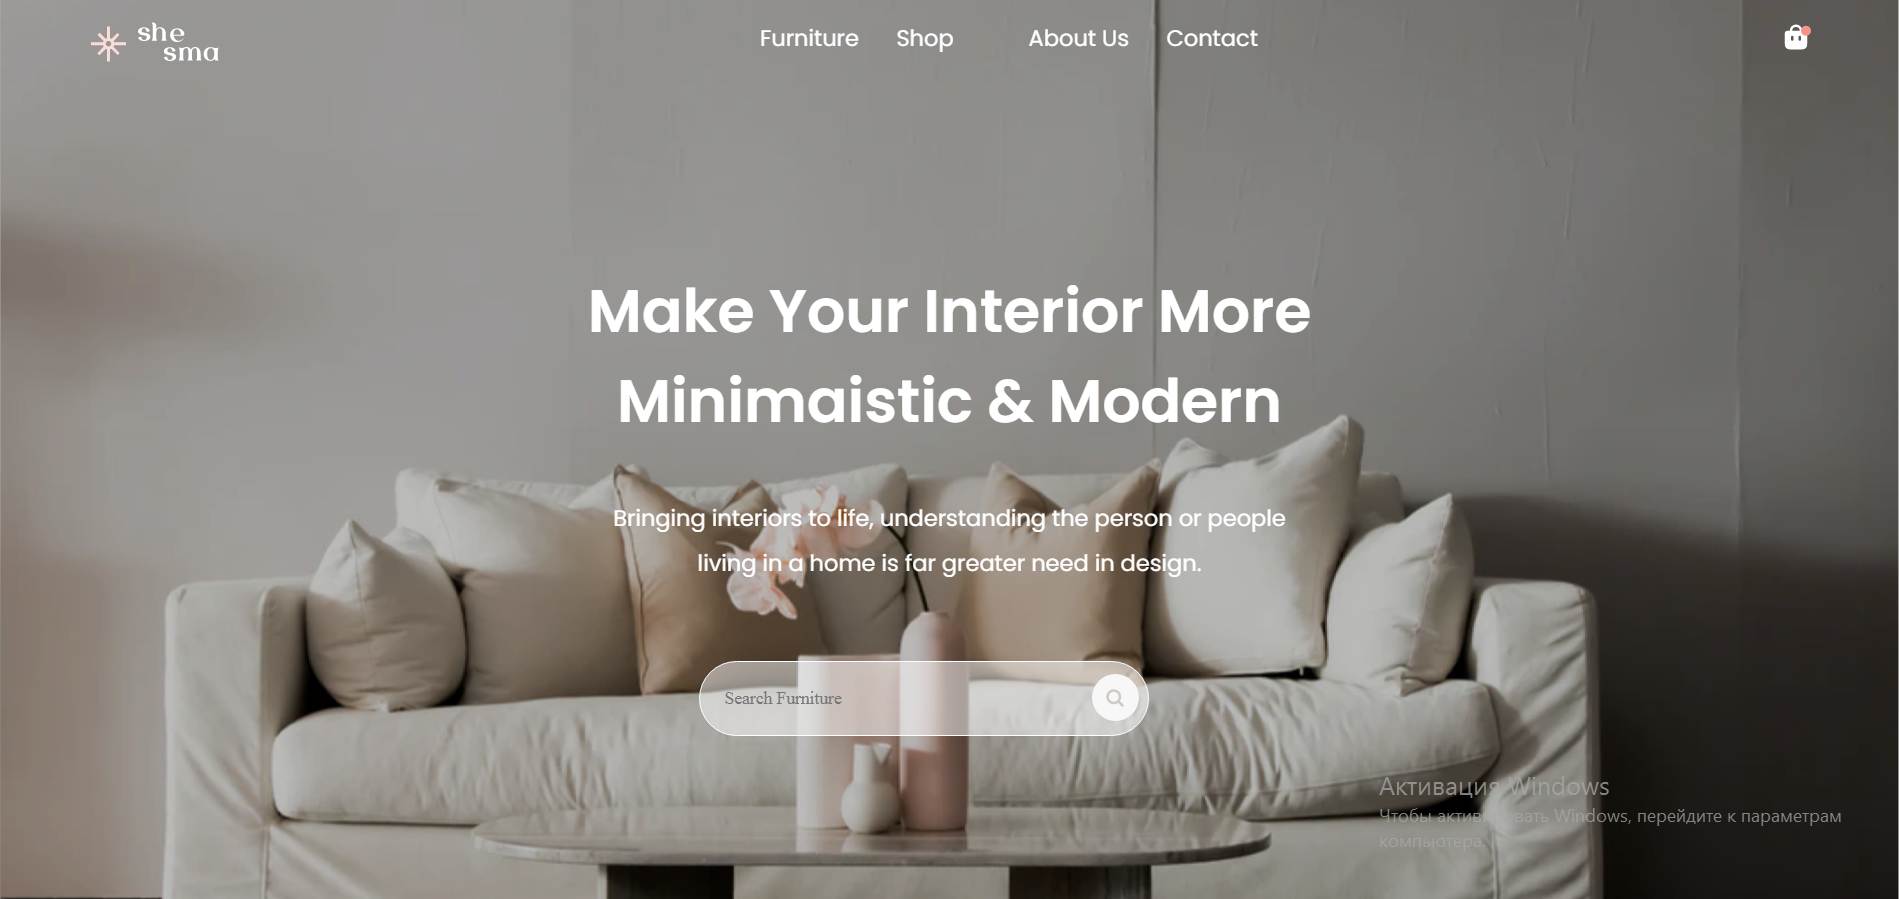 she
sma
Furniture Shop About Us Contact
Make Your Interior More
Minimaistic & Modern
Bringing interiors to life, understanding the person or people
living in a home is far greater need in design.
Search Furniture
Активация Windows
Чтобы активировать Windows, перейдите к параметрам
компьютера.